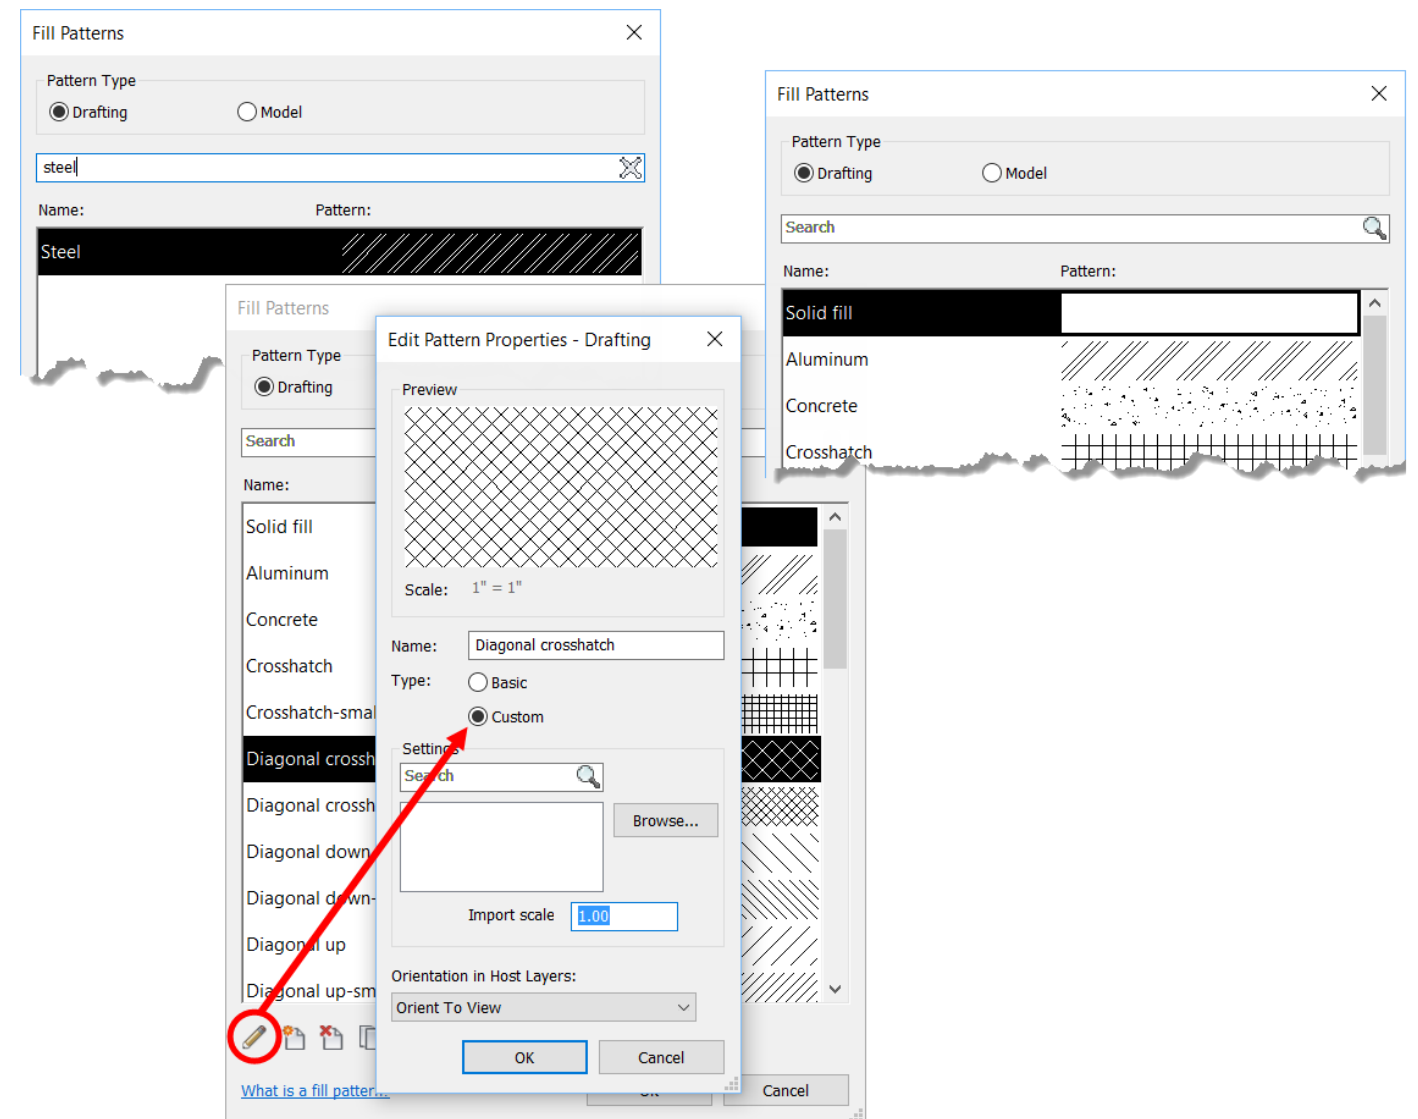 Fill Patterns
Pattern Type
Drafting Model
steel
Name: Pattern:
Steel
Fill Patterns
Pattern Type
Drafting Model
Search
Name: Pattern:
Solid fill
Aluminum
Concrete
Crosshatch
Fill Patterns
Pattern Type
Drafting
Search
Name:
Solid fill
Aluminum
Concrete
Crosshatch
Crosshatch-smal
Diagonal crossh
Diagonal crossh
Diagonal down
Diagonal down-
Diagonal up
Diagonal up-sm
What is a fill patter
Cancel
Edit Pattern Properties - Drafting
Preview
Scale: 1" = 1"
Name: Diagonal crosshatch
Type: Basic
Custom
Settings
Search
Browse...
Import scale 1.00
Orientation in Host Layers:
Orient To View
OK Cancel